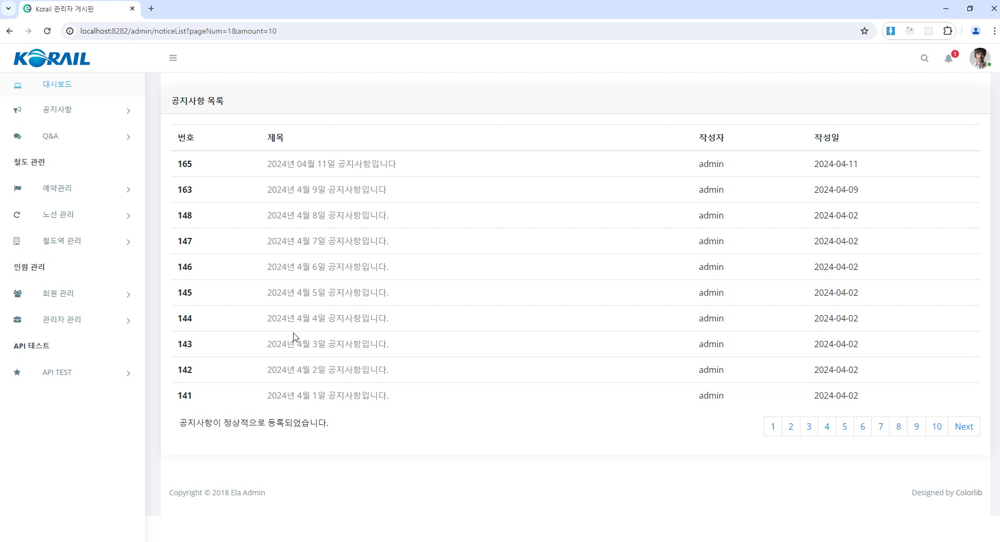 Korail 관리자 게시판
localhost:8282/admin/noticeList?pageNum=1&amount=10
KORAIL
1
대시보드
공지사항
Q&A
철도 관련
예약관리
노선 관리
철도역 관리
인원 관리
회원 관리
관리자 관리
API 테스트
API TEST
공지사항 목록
번호 제목 작성자 작성일
165 2024년 04월 11일 공지사항입니다 admin 2024-04-11
163 2024년 4월 9일 공지사항입니다 admin 2024-04-09
148 2024년 4월 8일 공지사항입니다. admin 2024-04-02
147 2024년 4월 7일 공지사항입니다. admin 2024-04-02
146 2024년 4월 6일 공지사항입니다. admin 2024-04-02
145 2024년 4월 5일 공지사항입니다. admin 2024-04-02
144 2024년 4월 4일 공지사항입니다. admin 2024-04-02
143 2024년 4월 3일 공지사항입니다. admin 2024-04-02
142 2024년 4월 2일 공지사항입니다. admin 2024-04-02
141 2024년 4월 1일 공지사항입니다. admin 2024-04-02
공지사항이 정상적으로 등록되었습니다.
1 2 3 4 5 6 7 8 9 10 Next
Copyright © 2018 Ela Admin
Designed by Colorlib